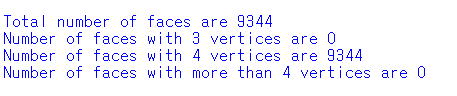 Total number of faces are 9344
Number of faces with 3 vertices are 0
Number of faces with 4 vertices are 9344
Number of faces with more than 4 vertices are 0